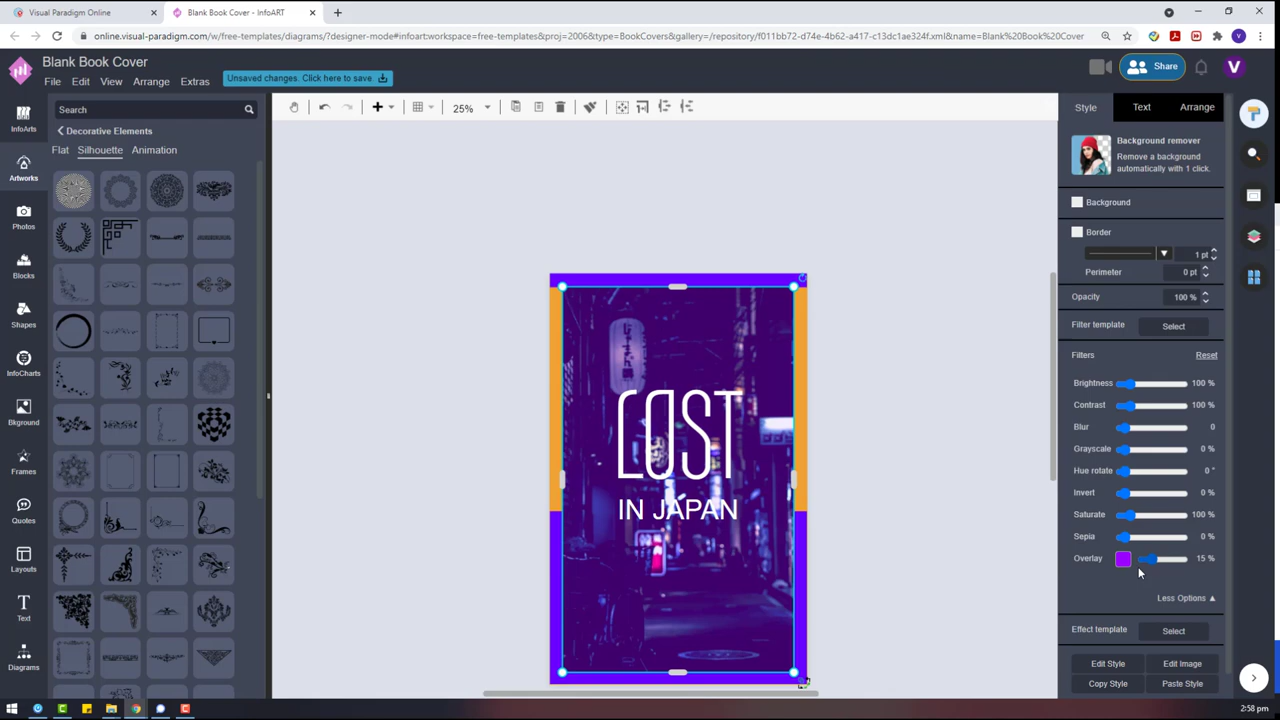 Visual Paradigm Online
Blank Book Cover - InfoART
online.visual-paradigm.com/w/free-templates/diagrams/?designer-mode#infoart:workspace=free-templates&proj=2006&type=BookCovers&gallery=/repository/f011bb72-d74e-4b62-a417-c13dc1ae324f.xml&name=Blank%20Book%20Cover
Blank Book Cover
File Edit View Arrange Extras
Unsaved changes. Click here to save.
Share
V
InfoArts
Artworks
Photos
Blocks
Shapes
InfoCharts
Bkground
Frames
Quotes
Layouts
Text
Diagrams
Search
Decorative Elements
Flat Silhouette Animation
25%
LOST
IN JAPAN
Style Text Arrange
Background remover
Remove a background
automatically with 1 click.
Background
Border
1 pt
Perimeter 0 pt
Opacity 100 %
Filter template Select
Filters Reset
Brightness 100 %
Contrast 100 %
Blur 0
Grayscale 0 %
Hue rotate 0 °
Invert 0 %
Saturate 100 %
Sepia 0 %
Overlay 15 %
Less Options
Effect template Select
Edit Style Edit Image
Copy Style Paste Style
2:58 pm